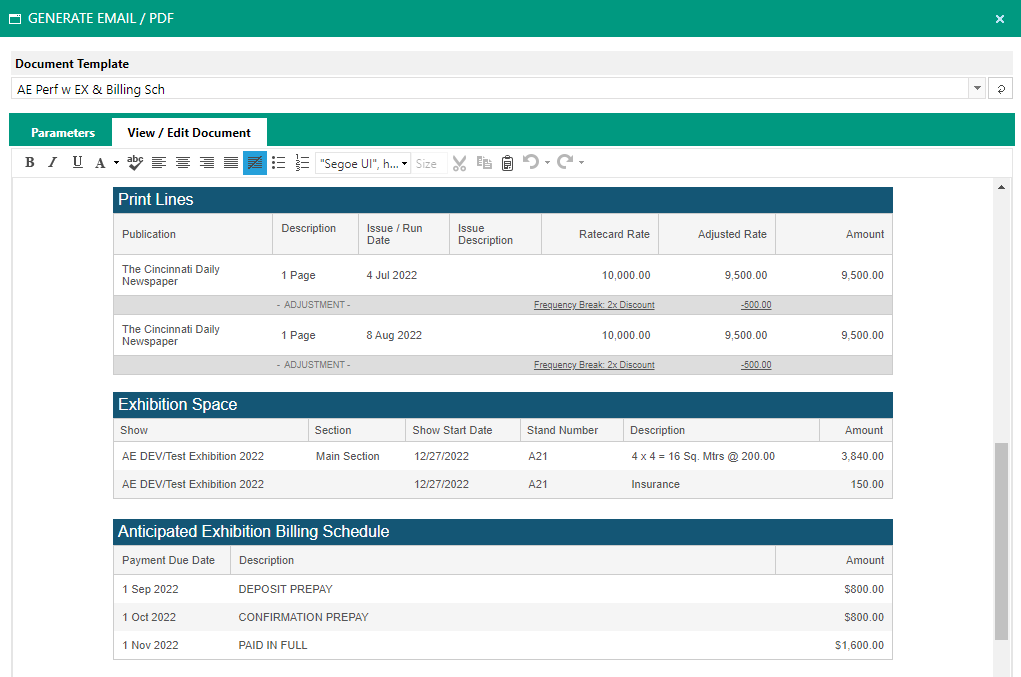 GENERATE EMAIL / PDF
Document Template
AE Perf w EX & Billing Sch
Parameters View / Edit Document
B I U A abc "Segoe UI", h... Size
Print Lines
Publication Description Issue / Run Date Issue Description Ratecard Rate Adjusted Rate Amount
The Cincinnati Daily Newspaper 1 Page 4 Jul 2022 10,000.00 9,500.00 9,500.00
- ADJUSTMENT - Frequency Break: 2x Discount -500.00
The Cincinnati Daily Newspaper 1 Page 8 Aug 2022 10,000.00 9,500.00 9,500.00
- ADJUSTMENT - Frequency Break: 2x Discount -500.00
Exhibition Space
Show Section Show Start Date Stand Number Description Amount
AE DEV/Test Exhibition 2022 Main Section 12/27/2022 A21 4 x 4 = 16 Sq. Mtrs @ 200.00 3,840.00
AE DEV/Test Exhibition 2022 12/27/2022 A21 Insurance 150.00
Anticipated Exhibition Billing Schedule
Payment Due Date Description Amount
1 Sep 2022 DEPOSIT PREPAY $800.00
1 Oct 2022 CONFIRMATION PREPAY $800.00
1 Nov 2022 PAID IN FULL $1,600.00